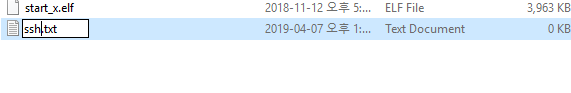 start_x.elf 2018-11-12 오후 5:... ELF File 3,963 KB
ssh.txt 2019-04-07 오후 1:... Text Document 0 KB